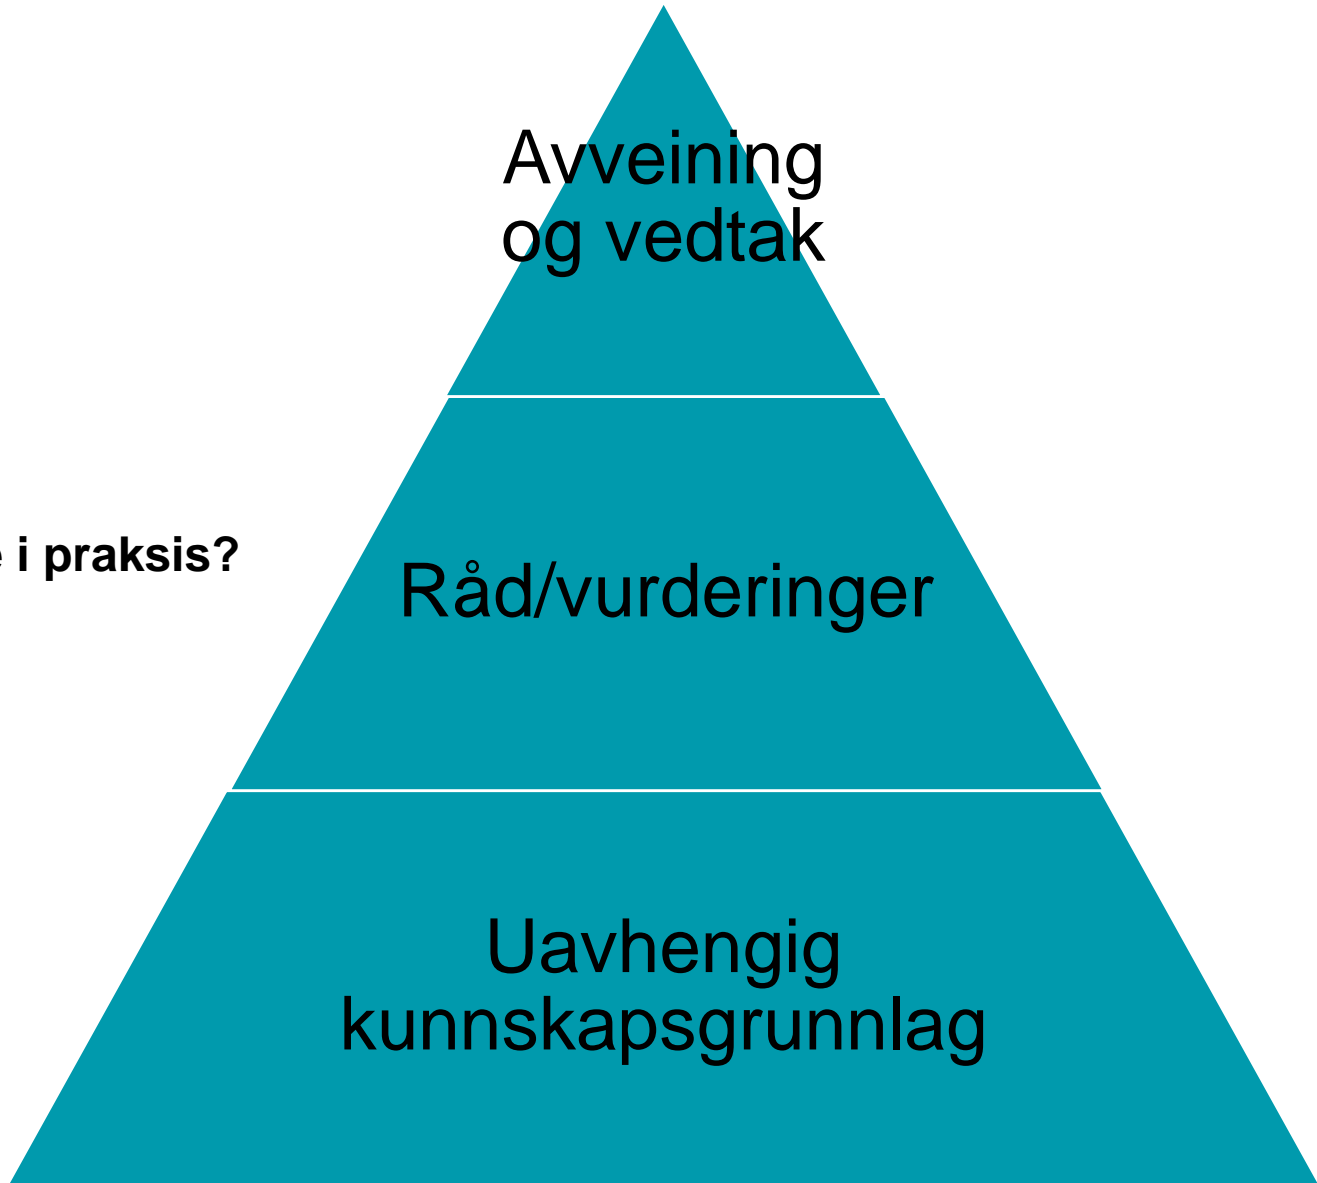 Avveining
og vedtak
i praksis?
Råd/vurderinger
Uavhengig
kunnskapsgrunnlag